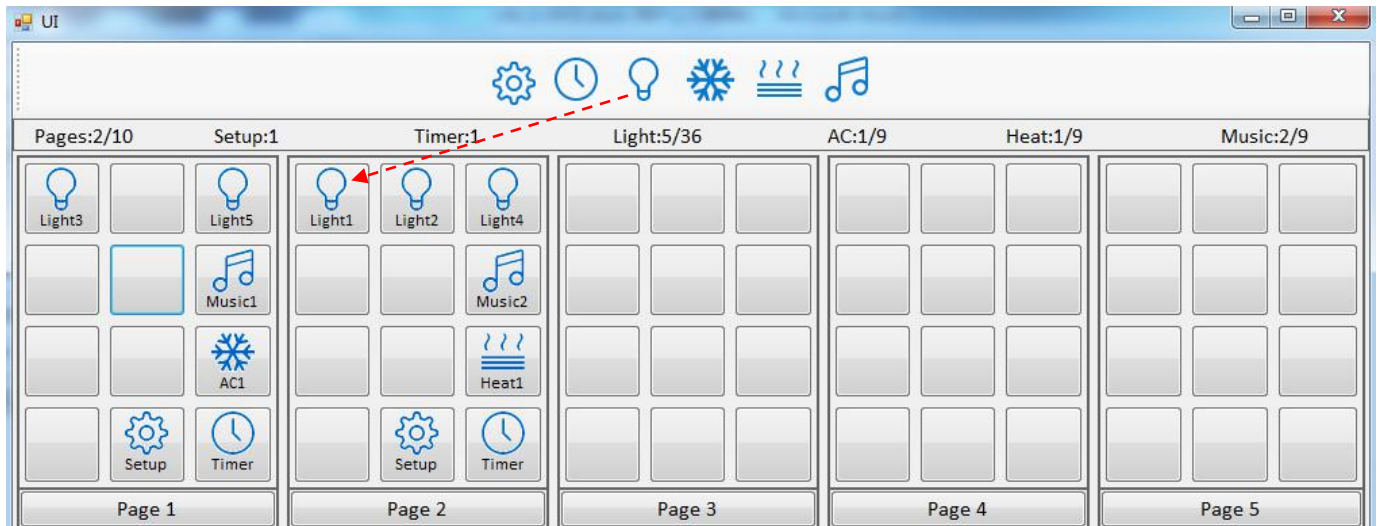 UI
Pages:2/10 Setup:1 Timer:1 Light:5/36 AC:1/9 Heat:1/9 Music:2/9
Light3 Light5 Light1 Light2 Light4
Music1 Music2
AC1 Heat1
Setup Timer Setup Timer
Page 1 Page 2 Page 3 Page 4 Page 5